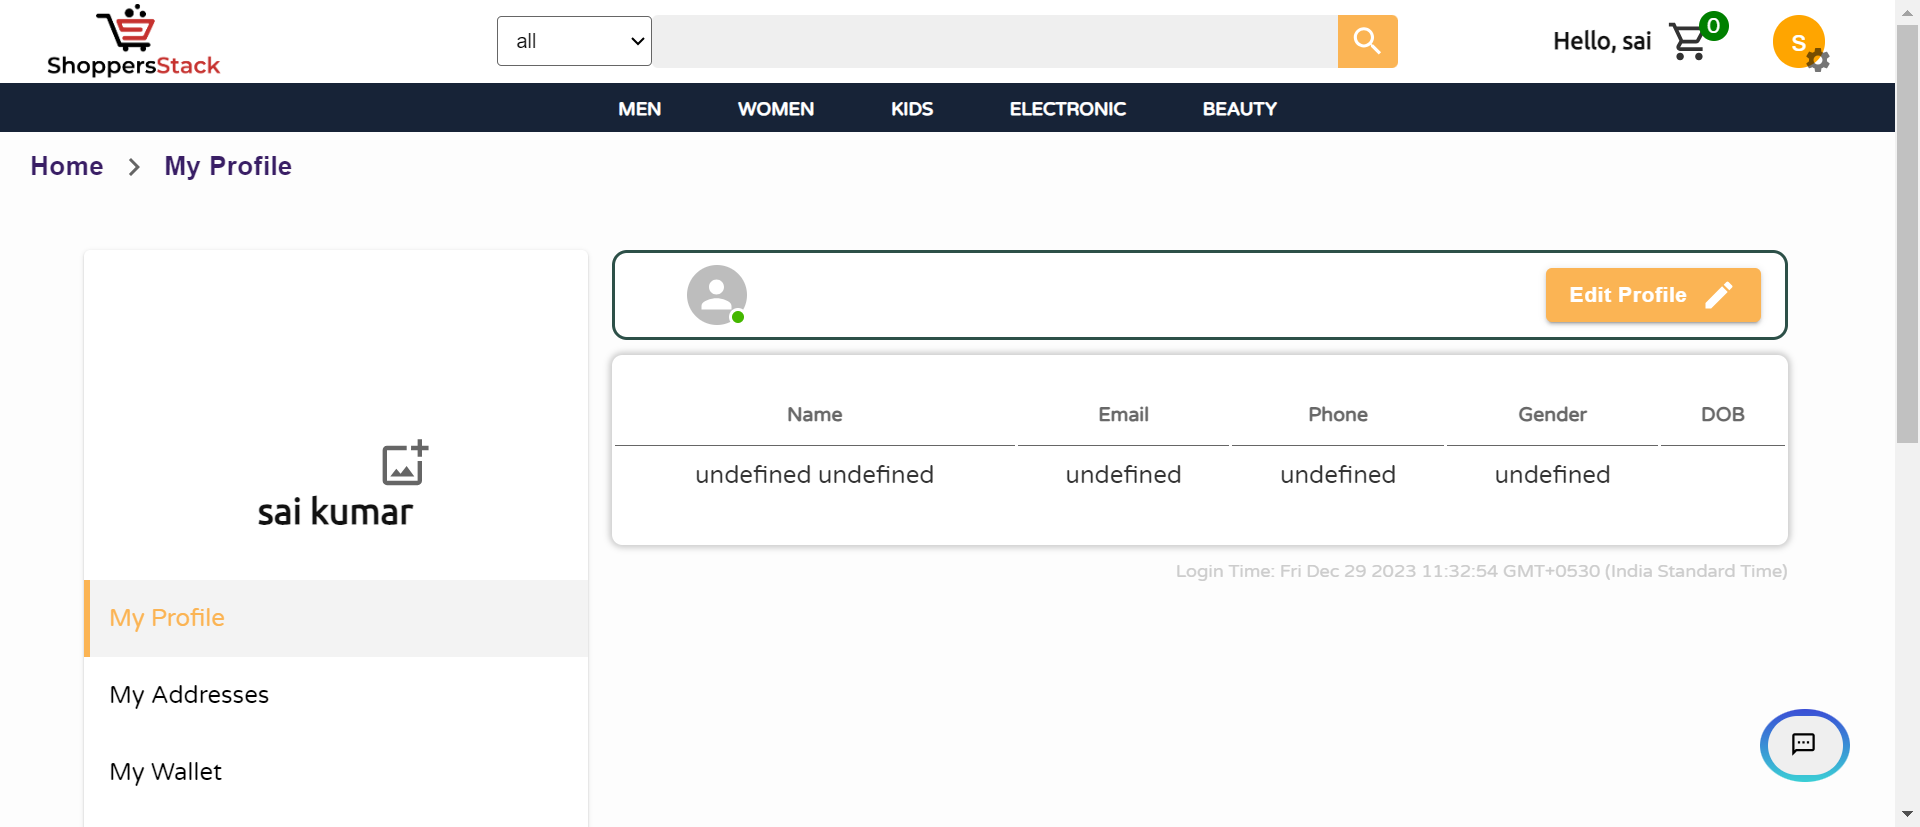 ShoppersStack
all
Hello, sai
0
S
MEN WOMEN KIDS ELECTRONIC BEAUTY
Home > My Profile
Edit Profile
Name Email Phone Gender DOB
undefined undefined undefined undefined undefined
Login Time: Fri Dec 29 2023 11:32:54 GMT+0530 (India Standard Time)
sai kumar
My Profile
My Addresses
My Wallet